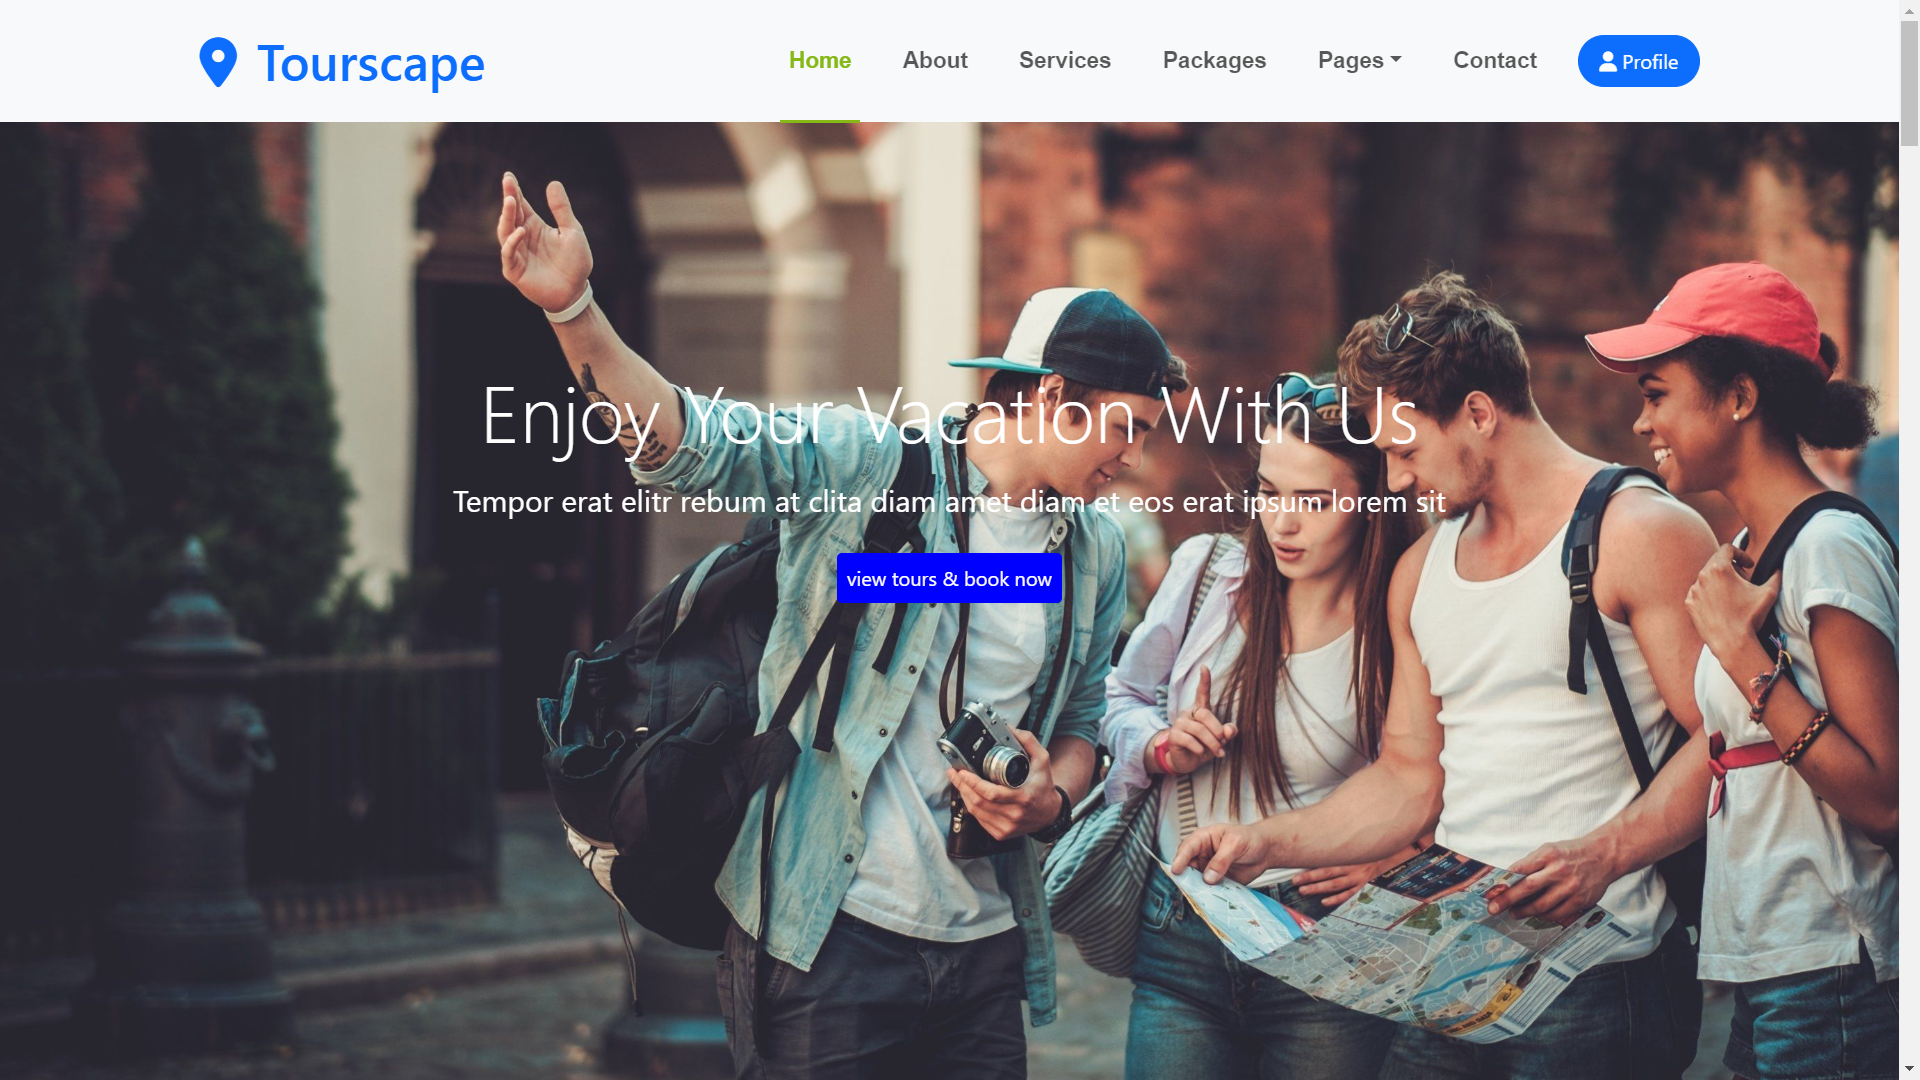 Tourscape
Home
About
Services
Packages
Pages
Contact
Profile
Enjoy Your Vacation With Us
Tempor erat elitr rebum at clita diam amet diam et eos erat ipsum lorem sit
view tours & book now